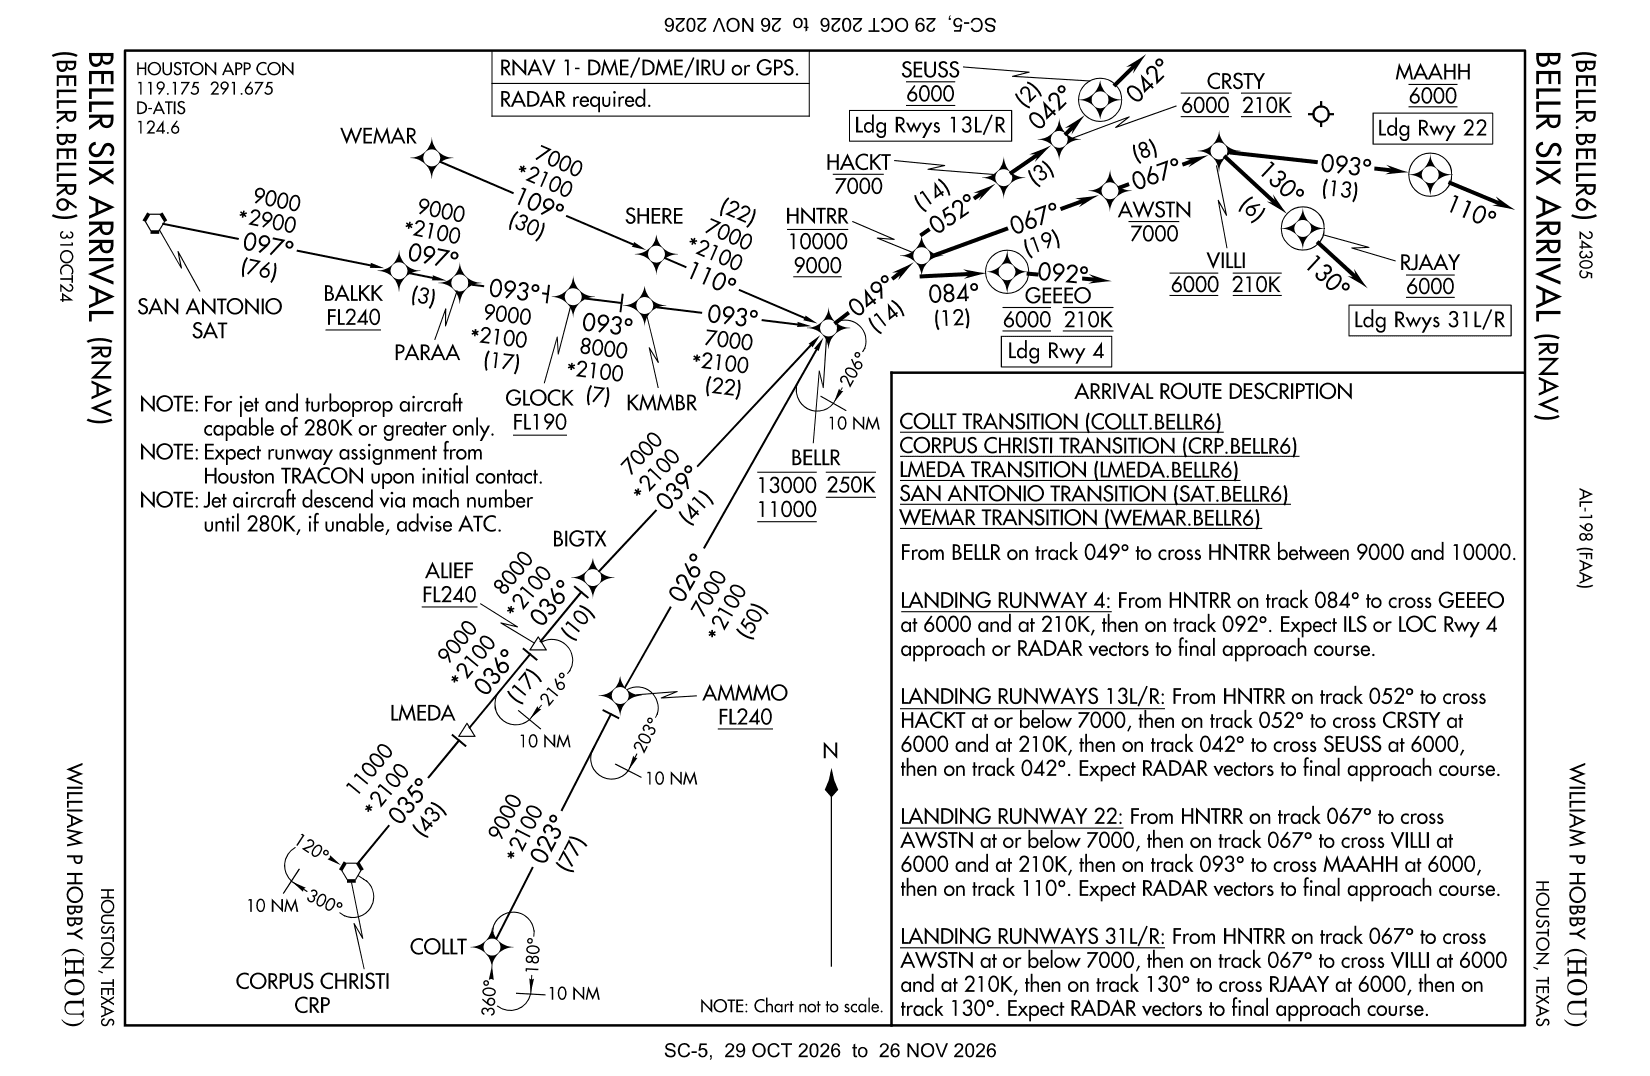 SC-5, 29 OCT 2026 to 26 NOV 2026
(BELLR.BELLR6) 31OCT24
BELLR SIX ARRIVAL (RNAV)
WILLIAM P HOBBY (HOU)
HOUSTON, TEXAS
HOUSTON APP CON
119.175 291.675
D-ATIS
124.6
RNAV 1- DME/DME/IRU or GPS.
RADAR required.
WEMAR
7000
*2100
109°
(30)
SHERE
(22)
7000
*2100
110°
9000
*2900
097°
(76)
SAN ANTONIO
SAT
9000
*2100
097°
(3)
BALKK
FL240
PARAA
093°
9000
*2100
(17)
GLOCK
FL190
093°
8000
*2100
(7)
KMMBR
093°
7000
*2100
(22)
SEUSS
6000
Ldg Rwys 13L/R
(2)
042°
042°
CRSTY
6000 210K
MAAHH
6000
Ldg Rwy 22
HACKT
7000
(3)
(14)
052°
HNTRR
10000
9000
067°
(19)
AWSTN
7000
(8)
067°
093°
(13)
110°
130°
(6)
130°
VILLI
6000 210K
RJAAY
6000
Ldg Rwys 31L/R
049°
(14)
084°
(12)
092°
GEEEO
6000 210K
Ldg Rwy 4
206°
10 NM
BELLR
13000 250K
11000
NOTE: For jet and turboprop aircraft
capable of 280K or greater only.
NOTE: Expect runway assignment from
Houston TRACON upon initial contact.
NOTE: Jet aircraft descend via mach number
until 280K, if unable, advise ATC.
7000
*2100
039°
(41)
BIGTX
ALIEF
FL240
8000
*2100
036°
(10)
9000
*2100
036°
(17)
216°
10 NM
LMEDA
11000
*2100
035°
(43)
120°
300°
10 NM
CORPUS CHRISTI
CRP
026°
7000
*2100
(50)
AMMMO
FL240
203°
10 NM
9000
*2100
023°
(77)
COLLT
180°
360°
10 NM
N
NOTE: Chart not to scale.
ARRIVAL ROUTE DESCRIPTION
COLLT TRANSITION (COLLT.BELLR6)
CORPUS CHRISTI TRANSITION (CRP.BELLR6)
LMEDA TRANSITION (LMEDA.BELLR6)
SAN ANTONIO TRANSITION (SAT.BELLR6)
WEMAR TRANSITION (WEMAR.BELLR6)
From BELLR on track 049° to cross HNTRR between 9000 and 10000.
LANDING RUNWAY 4: From HNTRR on track 084° to cross GEEEO
at 6000 and at 210K, then on track 092°. Expect ILS or LOC Rwy 4
approach or RADAR vectors to final approach course.
LANDING RUNWAYS 13L/R: From HNTRR on track 052° to cross
HACKT at or below 7000, then on track 052° to cross CRSTY at
6000 and at 210K, then on track 042° to cross SEUSS at 6000,
then on track 042°. Expect RADAR vectors to final approach course.
LANDING RUNWAY 22: From HNTRR on track 067° to cross
AWSTN at or below 7000, then on track 067° to cross VILLI at
6000 and at 210K, then on track 093° to cross MAAHH at 6000,
then on track 110°. Expect RADAR vectors to final approach course.
LANDING RUNWAYS 31L/R: From HNTRR on track 067° to cross
AWSTN at or below 7000, then on track 067° to cross VILLI at 6000
and at 210K, then on track 130° to cross RJAAY at 6000, then on
track 130°. Expect RADAR vectors to final approach course.
BELLR SIX ARRIVAL (RNAV)
(BELLR.BELLR6) 24305
AL-198 (FAA)
HOUSTON, TEXAS
WILLIAM P HOBBY (HOU)
SC-5, 29 OCT 2026 to 26 NOV 2026